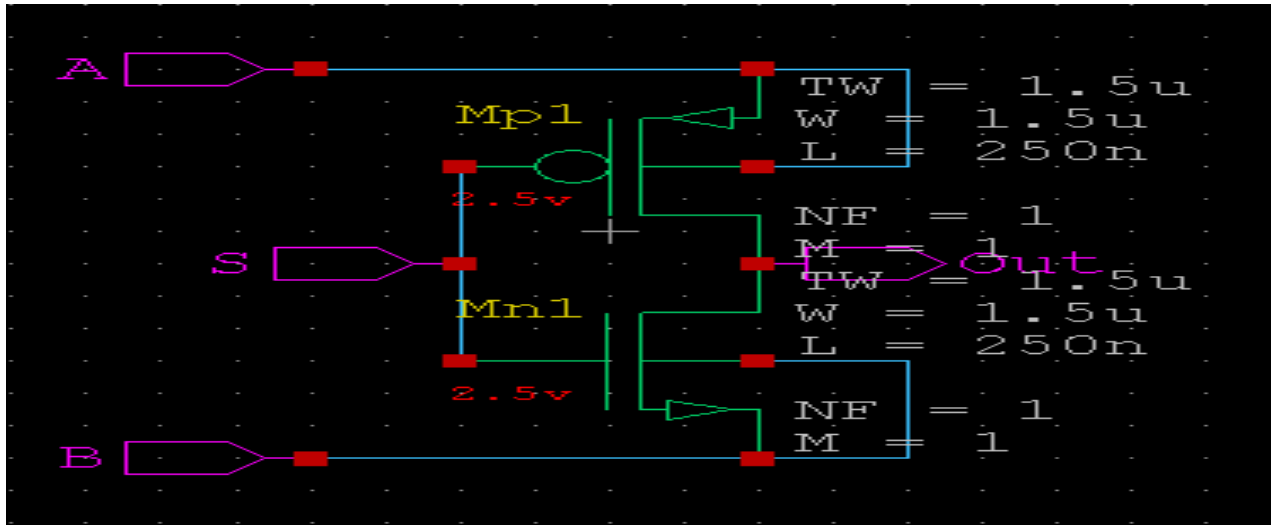 A
TW = 1.5u
Mp1
W = 1.5u
L = 250n
2.5v
NF = 1
M = 1
S
Out
TW = 1.5u
Mn1
W = 1.5u
L = 250n
2.5v
NF = 1
M = 1
B